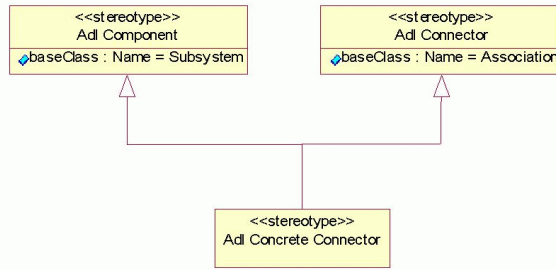 <<stereotype>>
Adl Component
baseClass : Name = Subsystem
<<stereotype>>
Adl Connector
baseClass : Name = Association
<<stereotype>>
Adl Concrete Connector